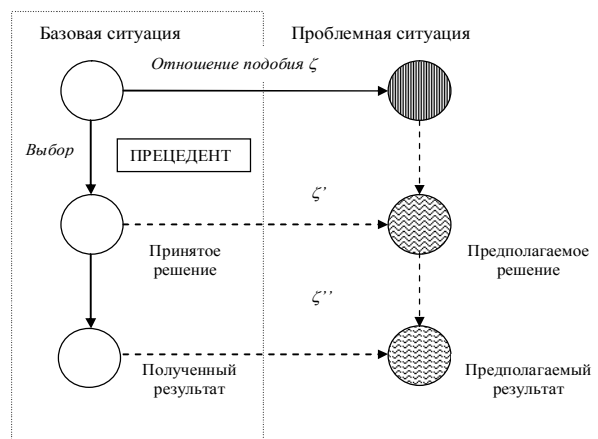 Базовая ситуация
Проблемная ситуация
Отношение подобия ζ
Выбор
ПРЕЦЕДЕНТ
ζ’
Принятое
решение
Предполагаемое
решение
ζ’’
Полученный
результат
Предполагаемый
результат